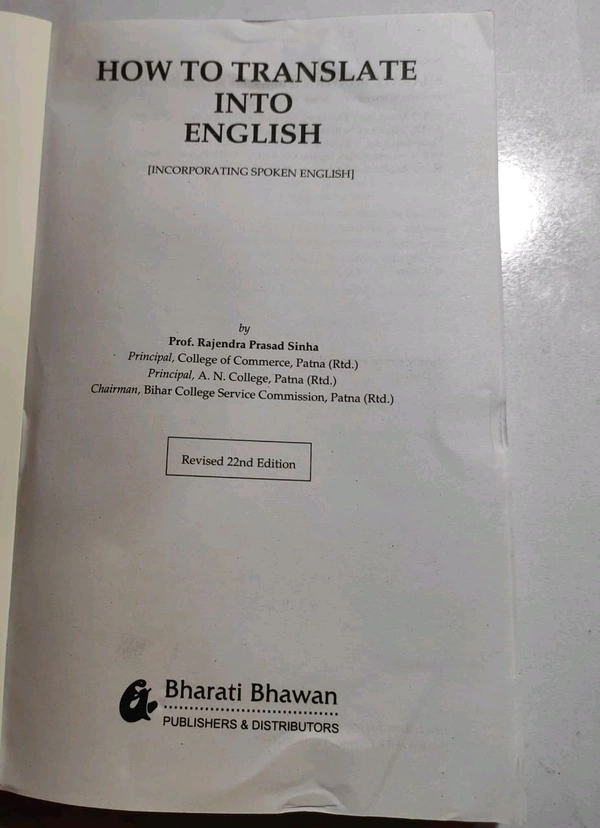 HOW TO TRANSLATE
INTO
ENGLISH
[INCORPORATING SPOKEN ENGLISH]
by
Prof. Rajendra Prasad Sinha
Principal, College of Commerce, Patna (Rtd.)
Principal, A. N. College, Patna (Rtd.)
Chairman, Bihar College Service Commission, Patna (Rtd.)
Revised 22nd Edition
Bharati Bhawan
PUBLISHERS & DISTRIBUTORS